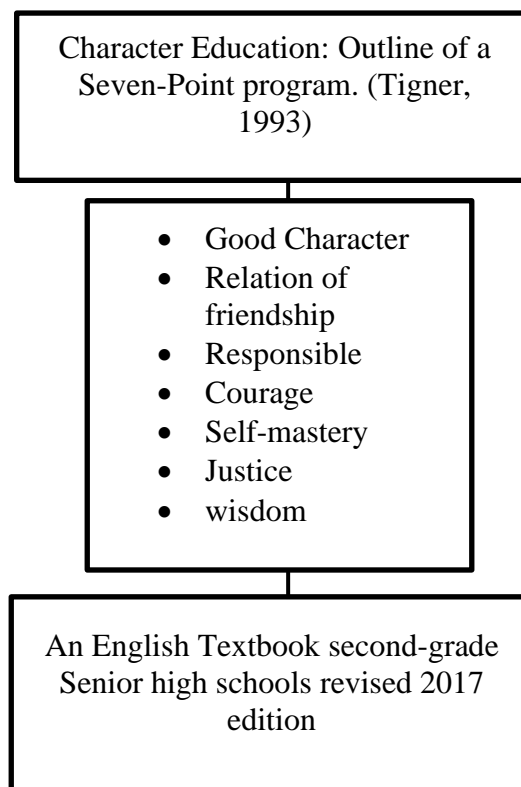 Character Education: Outline of a
Seven-Point program. (Tigner,
1993)
• Good Character
• Relation of
friendship
• Responsible
• Courage
• Self-mastery
• Justice
• wisdom
An English Textbook second-grade
Senior high schools revised 2017
edition